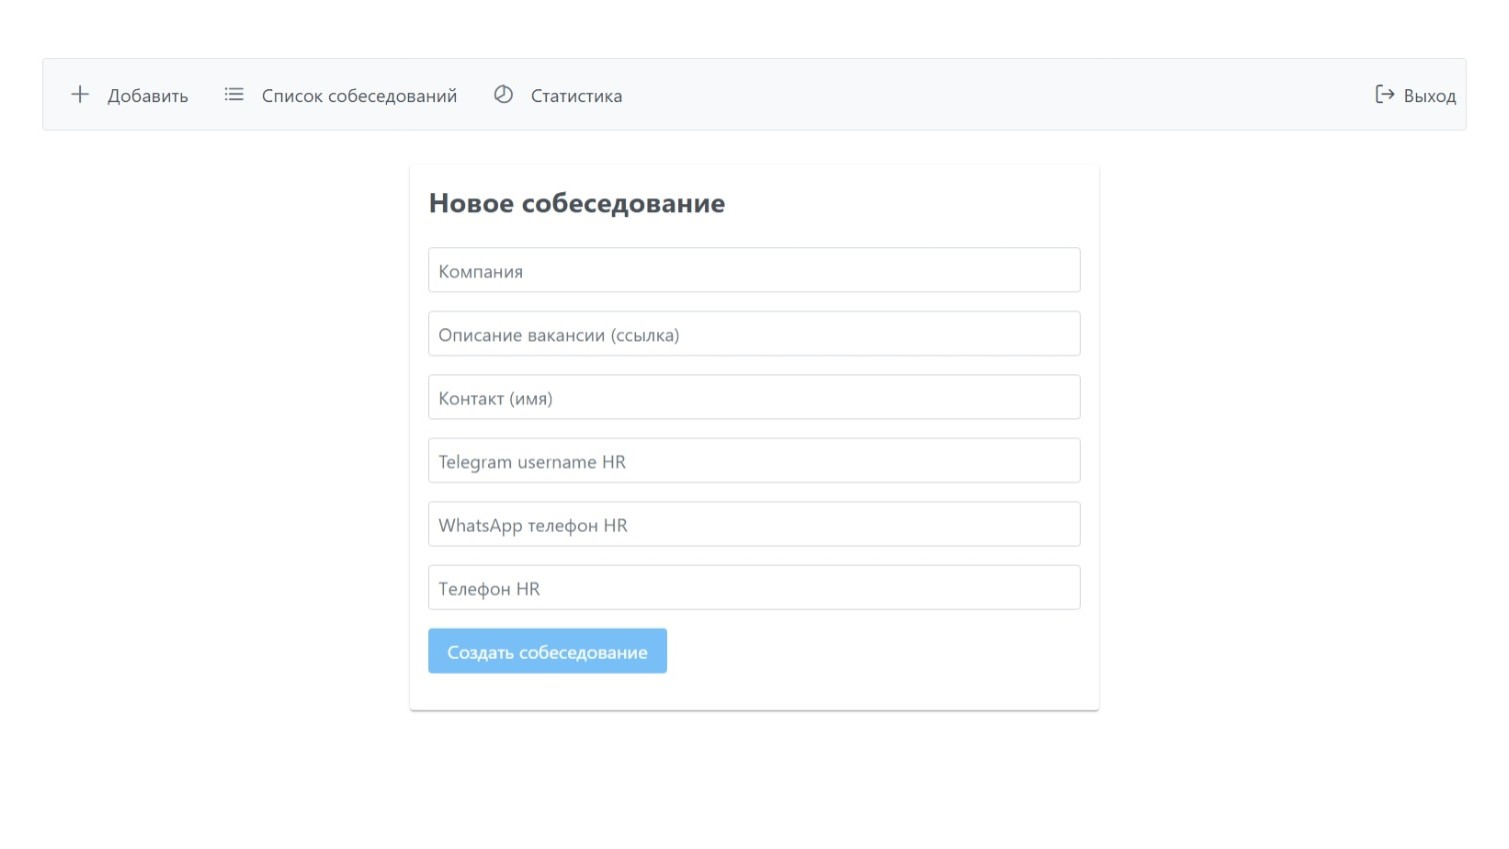 Добавить Список собеседований Статистика Выход
Новое собеседование
Компания
Описание вакансии (ссылка)
Контакт (имя)
Telegram username HR
WhatsApp телефон HR
Телефон HR
Создать собеседование